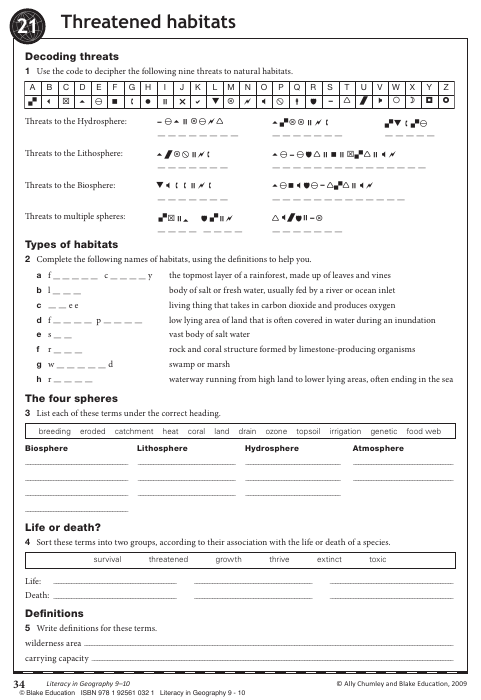 21 Threatened habitats
Decoding threats
1 Use the code to decipher the following nine threats to natural habitats.
A B C D E F G H I J K L M N O P Q R S T U V W X Y Z
Threats to the Hydrosphere:
Threats to the Lithosphere:
Threats to the Biosphere:
Threats to multiple spheres:
Types of habitats
2 Complete the following names of habitats, using the definitions to help you.
a f _ _ _ _ _ c _ _ _ _ y the topmost layer of a rainforest, made up of leaves and vines
b l _ _ _ body of salt or fresh water, usually fed by a river or ocean inlet
c _ _ e e living thing that takes in carbon dioxide and produces oxygen
d f _ _ _ _ p _ _ _ _ low lying area of land that is often covered in water during an inundation
e s _ _ vast body of salt water
f r _ _ _ rock and coral structure formed by limestone-producing organisms
g w _ _ _ _ _ d swamp or marsh
h r _ _ _ _ waterway running from high land to lower lying areas, often ending in the sea
The four spheres
3 List each of these terms under the correct heading.
breeding eroded catchment heat coral land drain ozone topsoil irrigation genetic food web
Biosphere Lithosphere Hydrosphere Atmosphere
Life or death?
4 Sort these terms into two groups, according to their association with the life or death of a species.
survival threatened growth thrive extinct toxic
Life:
Death:
Definitions
5 Write definitions for these terms.
wilderness area
carrying capacity
34 Literacy in Geography 9–10 © Ally Chumley and Blake Education, 2009
© Blake Education ISBN 978 1 92561 032 1 Literacy in Geography 9 - 10